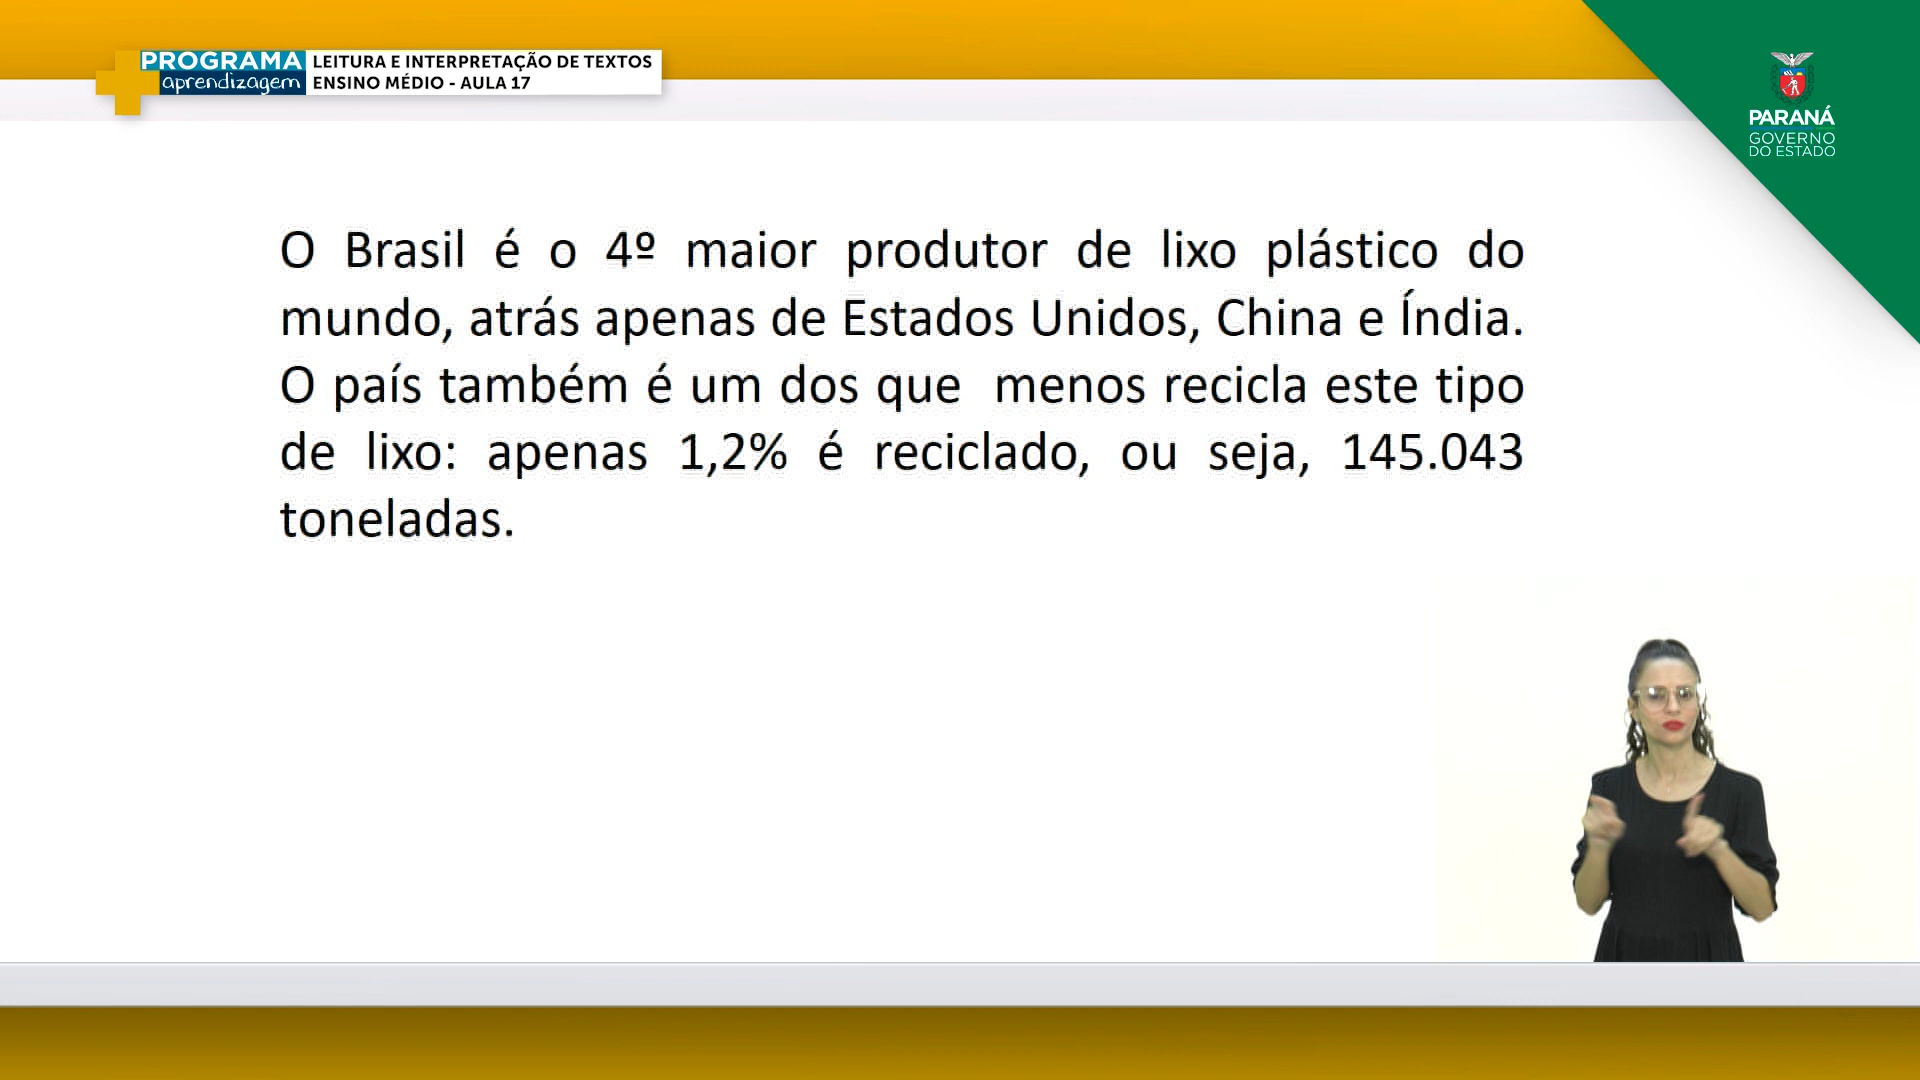 PROGRAMA
aprendizagem
LEITURA E INTERPRETAÇÃO DE TEXTOS
ENSINO MÉDIO - AULA 17
PARANÁ
GOVERNO
DO ESTADO
O Brasil é o 4º maior produtor de lixo plástico do
mundo, atrás apenas de Estados Unidos, China e Índia.
O país também é um dos que menos recicla este tipo
de lixo: apenas 1,2% é reciclado, ou seja, 145.043
toneladas.